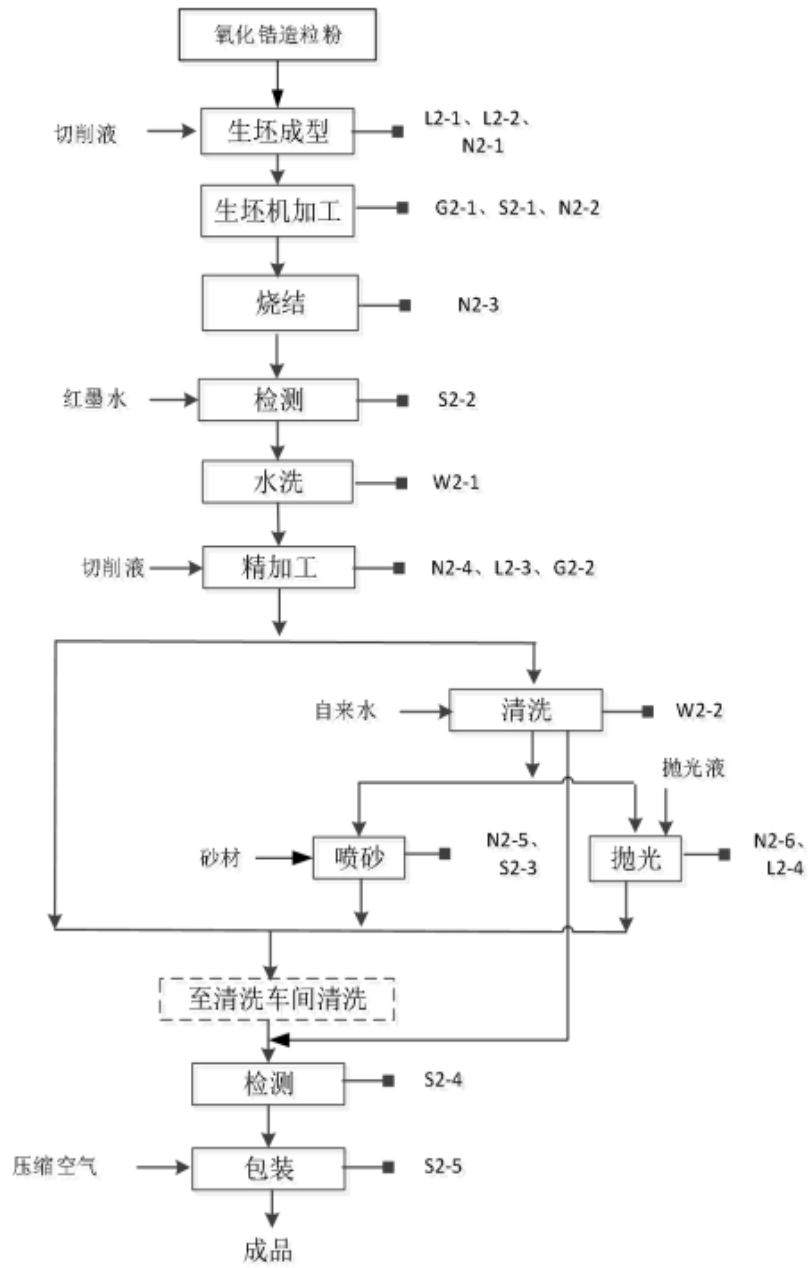 氧化锆造粒粉
切削液
生坯成型
L2-1、L2-2、
N2-1
生坯机加工
G2-1、S2-1、N2-2
烧结
N2-3
红墨水
检测
S2-2
水洗
W2-1
切削液
精加工
N2-4、L2-3、G2-2
自来水
清洗
W2-2
抛光液
砂材
喷砂
N2-5、
S2-3
抛光
N2-6、
L2-4
至清洗车间清洗
检测
S2-4
压缩空气
包装
S2-5
成品